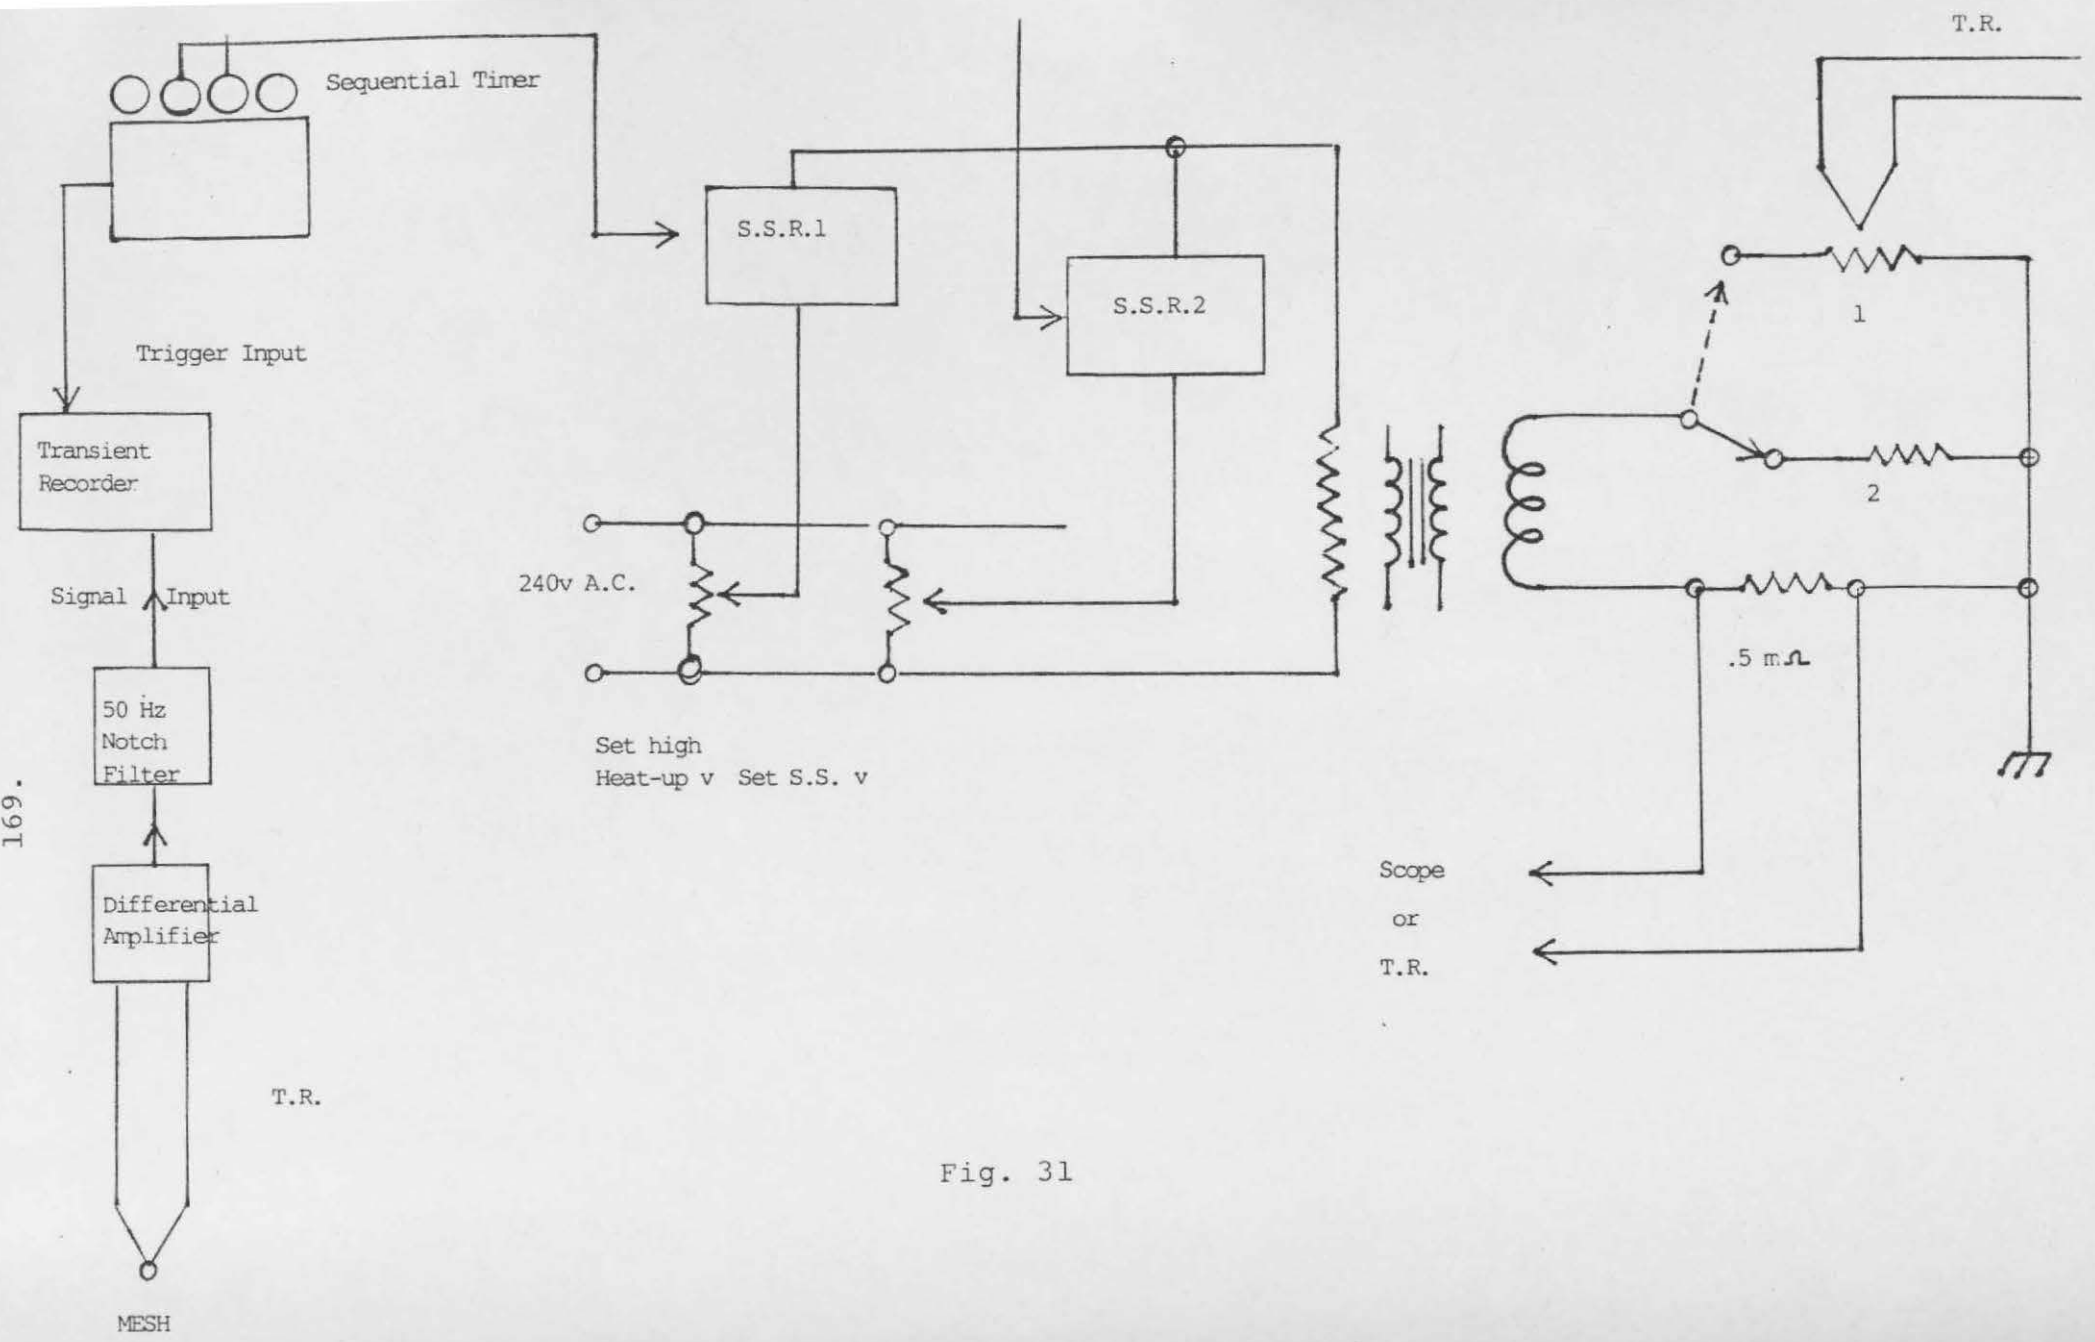 T.R.
Sequential Timer
S.S.R.1
S.S.R.2
1
Trigger Input
Transient
Recorder
2
240v A.C.
Signal Input
.5 mΩ
50 Hz
Notch
Filter
Set high
Heat-up v Set S.S. v
169.
Scope
or
T.R.
Differential
Amplifier
T.R.
Fig. 31
MESH